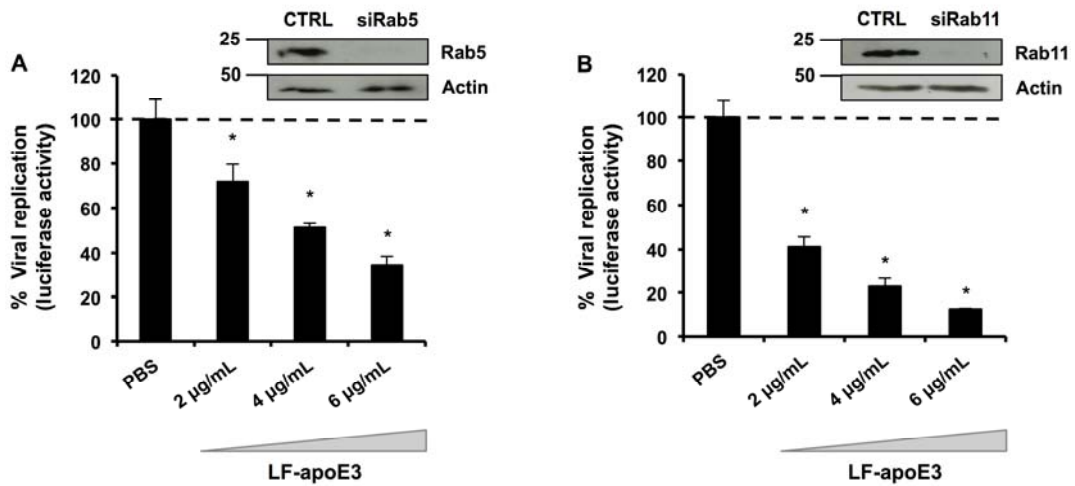 A
CTRL siRab5
25
Rab5
50
Actin
% Viral replication
(luciferase activity)
120
100
80
60
40
20
0
*
*
*
PBS
2 µg/mL
4 µg/mL
6 µg/mL
LF-apoE3
B
CTRL siRab11
25
Rab11
50
Actin
% Viral replication
(luciferase activity)
120
100
80
60
40
20
0
*
*
*
PBS
2 µg/mL
4 µg/mL
6 µg/mL
LF-apoE3